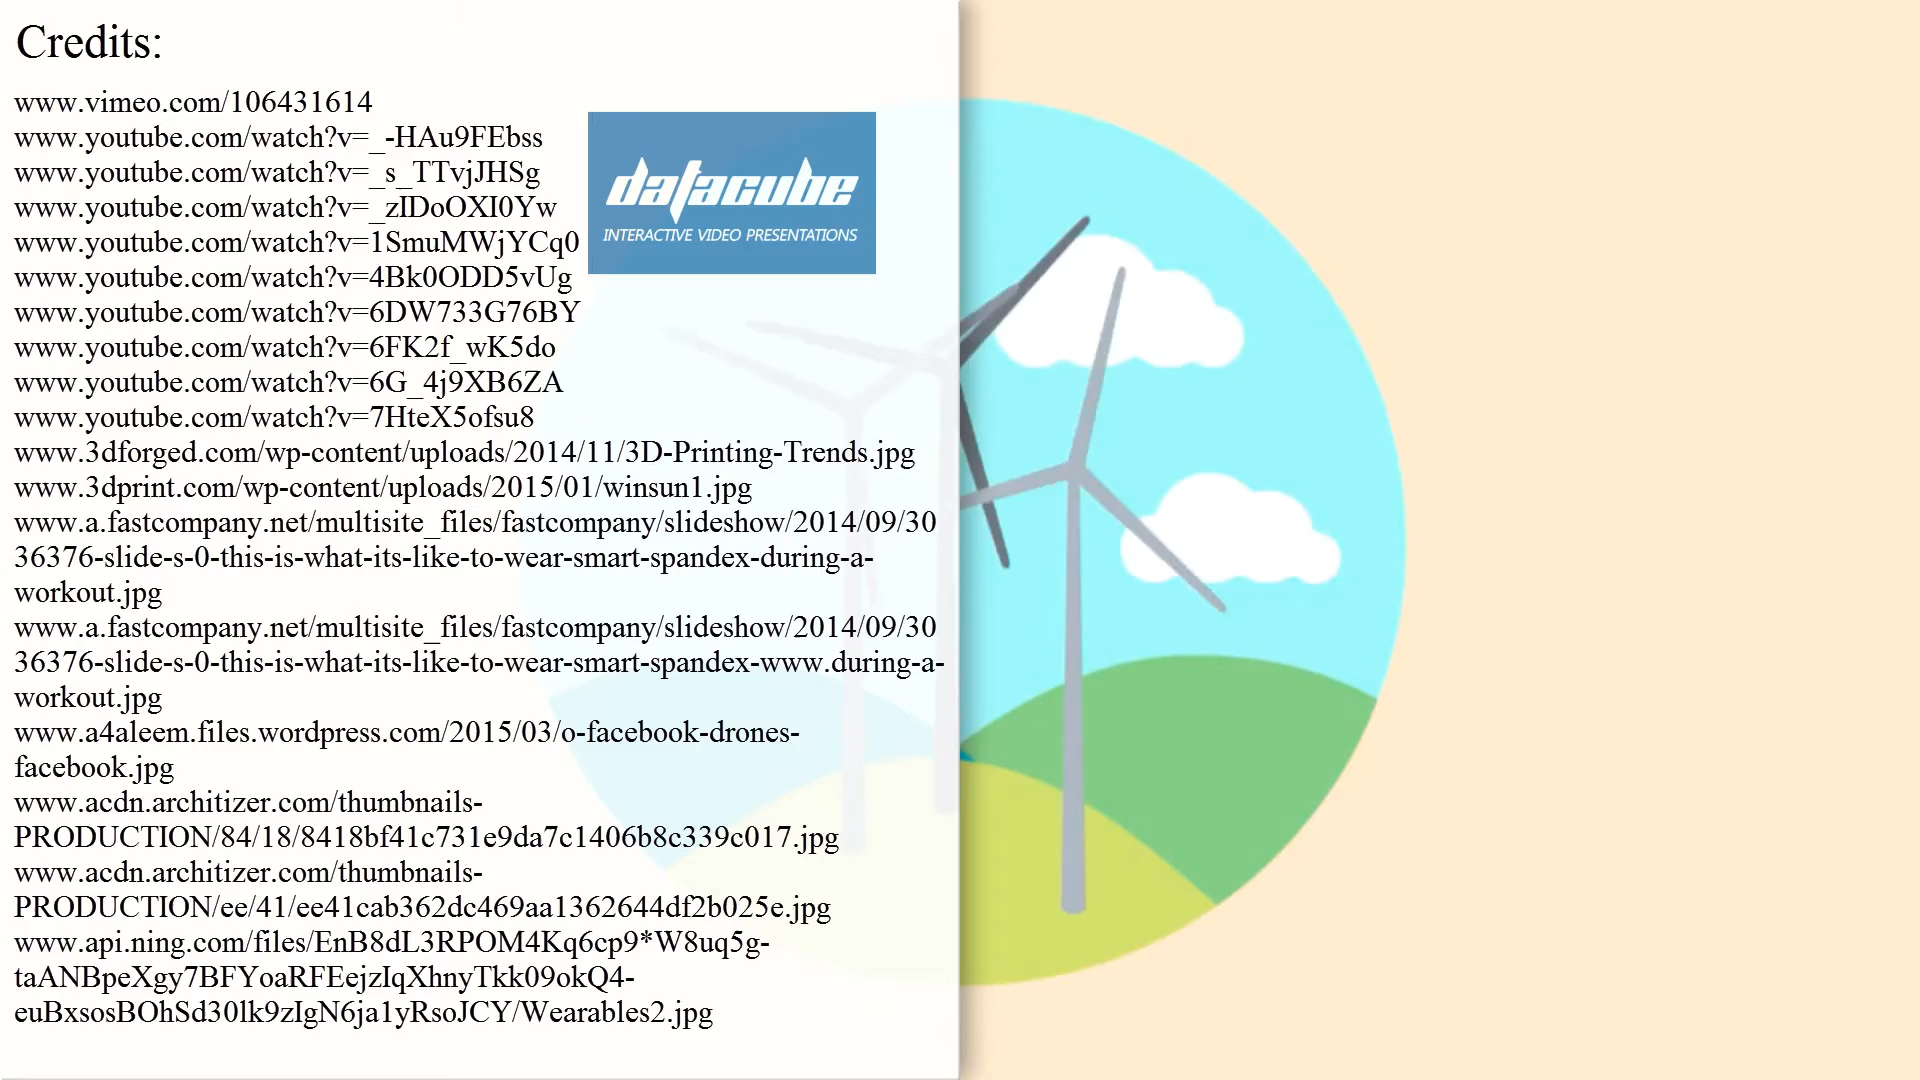 Credits:
www.vimeo.com/106431614
www.youtube.com/watch?v=_-HAu9FEbss
www.youtube.com/watch?v=_s_TTvjJHSg
www.youtube.com/watch?v=_zIDoOXI0Yw
www.youtube.com/watch?v=1SmuMWjYCq0
www.youtube.com/watch?v=4Bk0ODD5vUg
www.youtube.com/watch?v=6DW733G76BY
www.youtube.com/watch?v=6FK2f_wK5do
www.youtube.com/watch?v=6G_4j9XB6ZA
www.youtube.com/watch?v=7HteX5ofsu8
www.3dforged.com/wp-content/uploads/2014/11/3D-Printing-Trends.jpg
www.3dprint.com/wp-content/uploads/2015/01/winsun1.jpg
www.a.fastcompany.net/multisite_files/fastcompany/slideshow/2014/09/30
36376-slide-s-0-this-is-what-its-like-to-wear-smart-spandex-during-a-
workout.jpg
www.a.fastcompany.net/multisite_files/fastcompany/slideshow/2014/09/30
36376-slide-s-0-this-is-what-its-like-to-wear-smart-spandex-www.during-a-
workout.jpg
www.a4aleem.files.wordpress.com/2015/03/o-facebook-drones-
facebook.jpg
www.acdn.architizer.com/thumbnails-
PRODUCTION/84/18/8418bf41c731e9da7c1406b8c339c017.jpg
www.acdn.architizer.com/thumbnails-
PRODUCTION/ee/41/ee41cab362dc469aa1362644df2b025e.jpg
www.api.ning.com/files/EnB8dL3RPOM4Kq6cp9*W8uq5g-
taANBpeXgy7BFYoaRFEejzIqXhnyTkk09okQ4-
euBxsosBOhSd30lk9zIgN6ja1yRsoJCY/Wearables2.jpg
datacube
INTERACTIVE VIDEO PRESENTATIONS